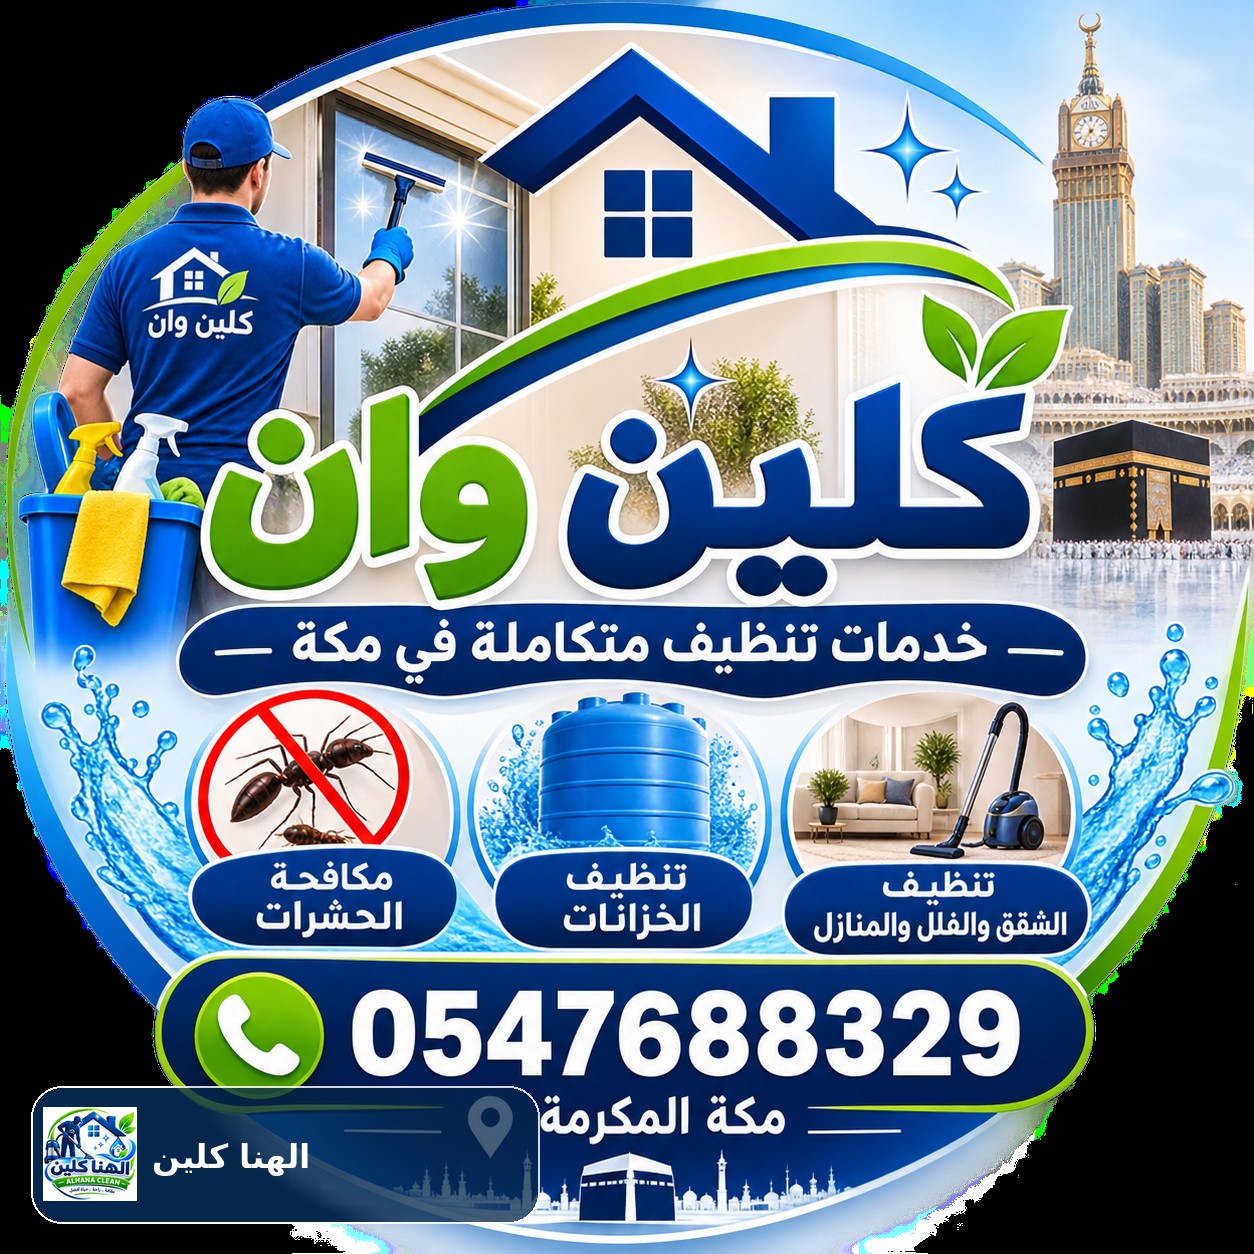 كلين وان
كلين وان
خدمات تنظيف متكاملة في مكة
مكافحة
الحشرات
تنظيف
الخزانات
تنظيف
الشقق والفلل والمنازل
0547688329
مكة المكرمة
الهنا كلين
الهنا كلين
ALHANA CLEAN